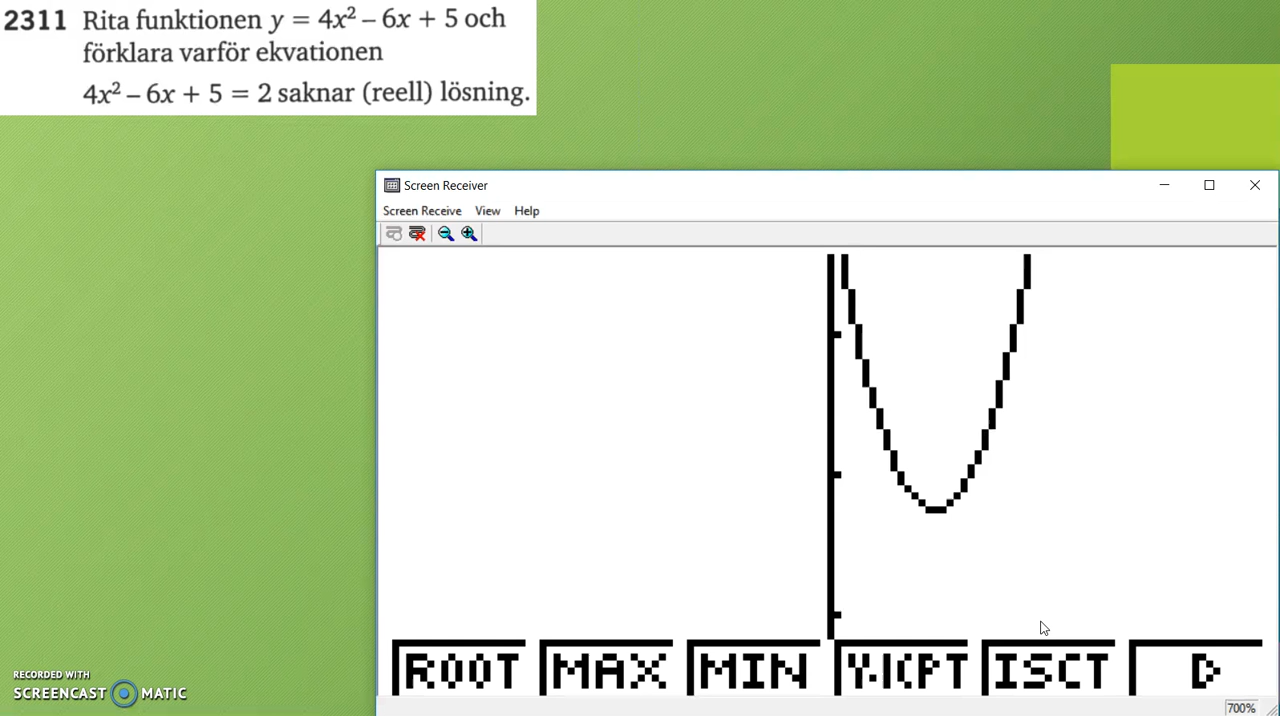 2311 Rita funktionen y = 4x² – 6x + 5 och
förklara varför ekvationen
4x² – 6x + 5 = 2 saknar (reell) lösning.
Screen Receiver
Screen Receive View Help
ROOT MAX MIN Y-ICPT ISCT
RECORDED WITH
SCREENCAST MATIC
700%